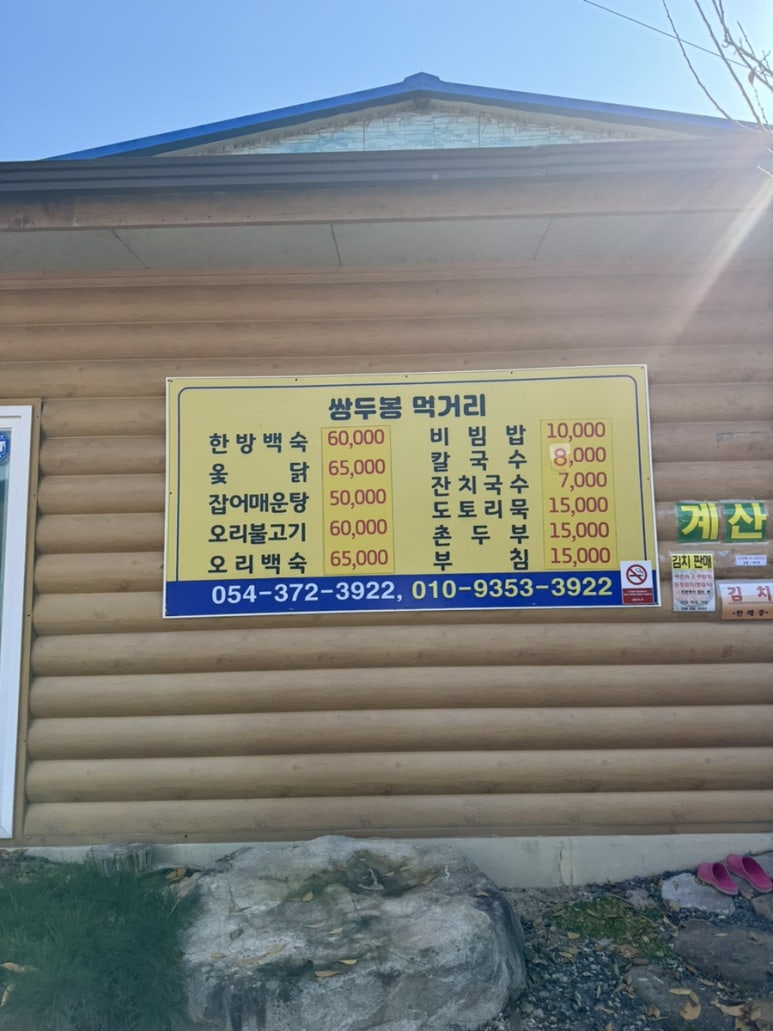 쌍두봉 먹거리
한방백숙 60,000
옻닭 65,000
잡어매운탕 50,000
오리불고기 60,000
오리백숙 65,000
비빔밥 10,000
칼국수 8,000
잔치국수 7,000
도토리묵 15,000
촌두부 15,000
부침 15,000
054-372-3922, 010-9353-3922
계산
김치 판매
김치